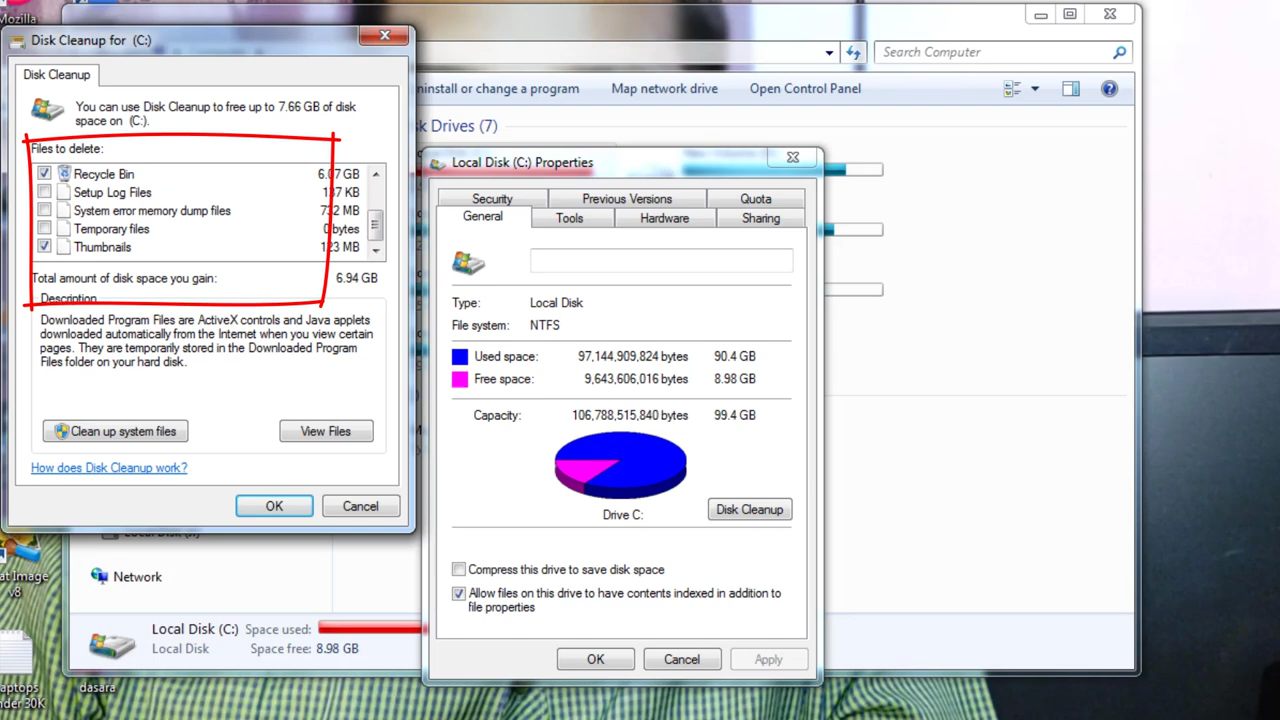 Mozilla
Disk Cleanup for (C:)
Disk Cleanup
You can use Disk Cleanup to free up to 7.66 GB of disk
space on (C:).
Files to delete:
Recycle Bin 6.07 GB
Setup Log Files KB
System error memory dump files MB
Temporary files 0 bytes
Thumbnails 123 MB
Total amount of disk space you gain: 6.94 GB
Description
Downloaded Program Files are ActiveX controls and Java applets
downloaded automatically from the Internet when you view certain
pages. They are temporarily stored in the Downloaded Program
Files folder on your hard disk.
Clean up system files
View Files
How does Disk Cleanup work?
OK
Cancel
Search Computer
ninstall or change a program
Map network drive
Open Control Panel
sk Drives (7)
Local Disk (C:) Properties
Security
Previous Versions
Quota
General
Tools
Hardware
Sharing
Type: Local Disk
File system: NTFS
Used space: 97,144,909,824 bytes 90.4 GB
Free space: 9,643,606,016 bytes 8.98 GB
Capacity: 106,788,515,840 bytes 99.4 GB
Drive C:
Disk Cleanup
Compress this drive to save disk space
Allow files on this drive to have contents indexed in addition to
file properties
OK
Cancel
Apply
Network
Local Disk (C:) Space used:
Local Disk Space free: 8.98 GB
at Image
v8
aptops
nder 30K
dasara